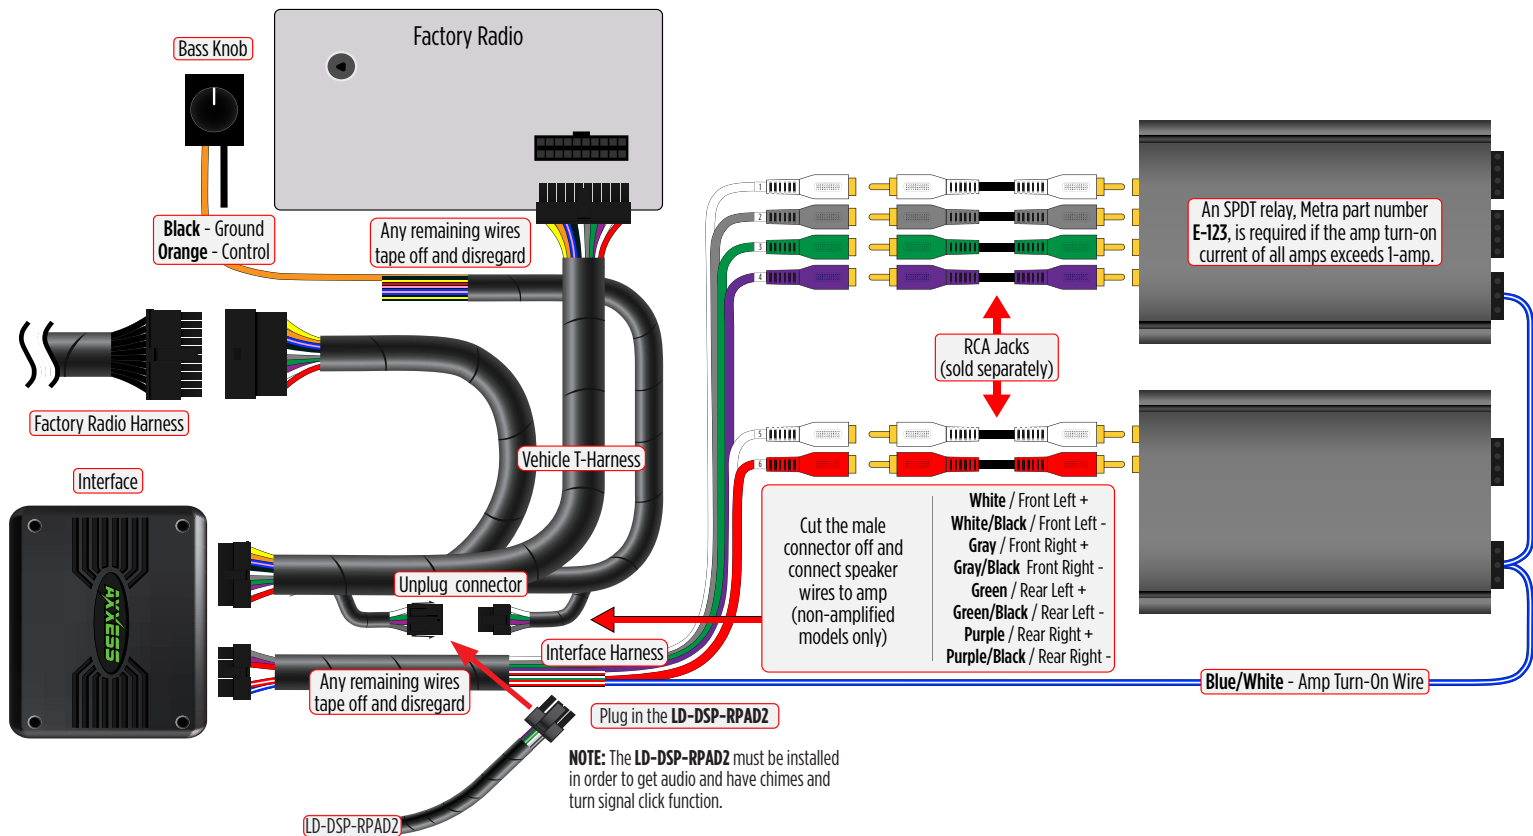 Factory Radio
Bass Knob
Black - Ground
Orange - Control
Any remaining wires
tape off and disregard
Factory Radio Harness
Interface
AXXESS
Vehicle T-Harness
Unplug connector
Interface Harness
Any remaining wires
tape off and disregard
Plug in the LD-DSP-RPAD2
NOTE: The LD-DSP-RPAD2 must be installed
in order to get audio and have chimes and
turn signal click function.
LD-DSP-RPAD2
1
2
3
4
5
6
RCA Jacks
(sold separately)
An SPDT relay, Metra part number
E-123, is required if the amp turn-on
current of all amps exceeds 1-amp.
Cut the male
connector off and
connect speaker
wires to amp
(non-amplified
models only)
White / Front Left +
White/Black / Front Left -
Gray / Front Right +
Gray/Black Front Right -
Green / Rear Left +
Green/Black / Rear Left -
Purple / Rear Right +
Purple/Black / Rear Right -
Blue/White - Amp Turn-On Wire